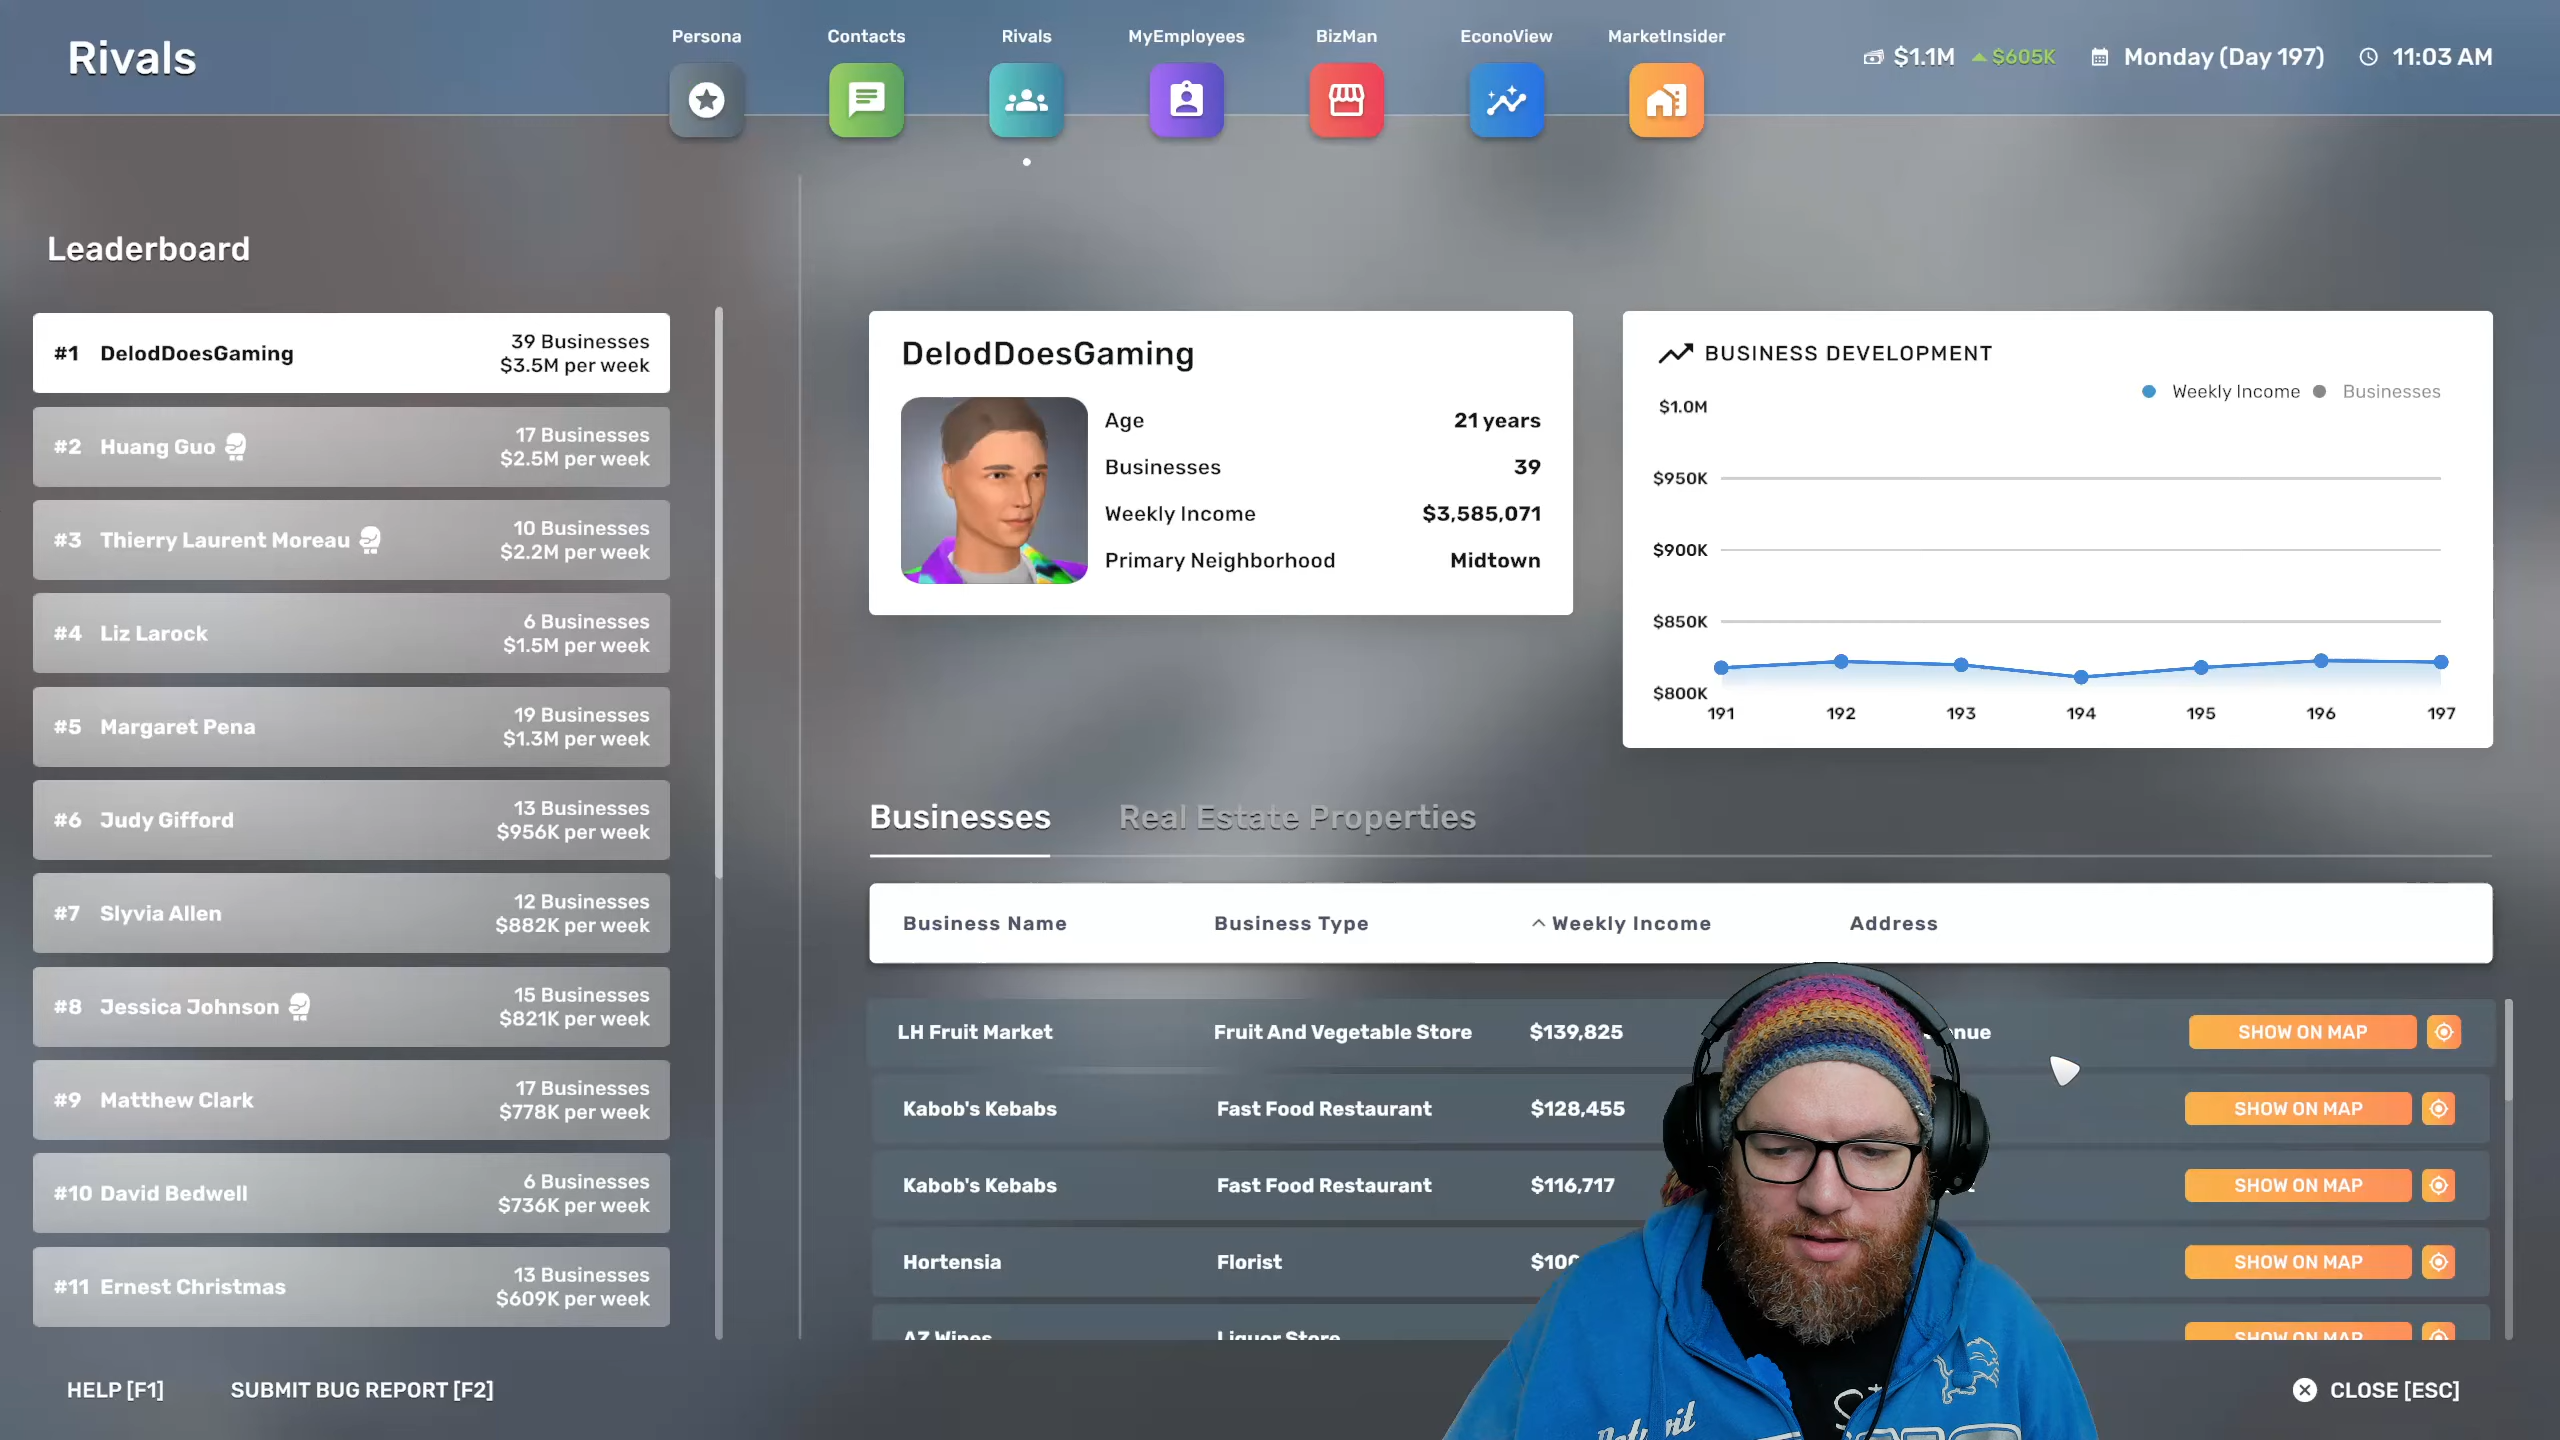 Rivals
Persona
Contacts
Rivals
MyEmployees
BizMan
EconoView
MarketInsider
$1.1M $605K Monday (Day 197) 11:03 AM
Leaderboard
#1 DelodDoesGaming 39 Businesses
$3.5M per week
#2 Huang Guo 17 Businesses
$2.5M per week
#3 Thierry Laurent Moreau 10 Businesses
$2.2M per week
#4 Liz Larock 6 Businesses
$1.5M per week
#5 Margaret Pena 19 Businesses
$1.3M per week
#6 Judy Gifford 13 Businesses
$956K per week
#7 Slyvia Allen 12 Businesses
$882K per week
#8 Jessica Johnson 15 Businesses
$821K per week
#9 Matthew Clark 17 Businesses
$778K per week
#10 David Bedwell 6 Businesses
$736K per week
#11 Ernest Christmas 13 Businesses
$609K per week
DelodDoesGaming
Age 21 years
Businesses 39
Weekly Income $3,585,071
Primary Neighborhood Midtown
BUSINESS DEVELOPMENT
Weekly Income Businesses
$1.0M
$950K
$900K
$850K
$800K
191 192 193 194 195 196 197
Businesses Real Estate Properties
Business Name Business Type Weekly Income Address
LH Fruit Market Fruit And Vegetable Store $139,825 SHOW ON MAP
Kabob's Kebabs Fast Food Restaurant $128,455 SHOW ON MAP
Kabob's Kebabs Fast Food Restaurant $116,717 SHOW ON MAP
Hortensia Florist SHOW ON MAP
AZ Wines Liquor Store SHOW ON MAP
HELP [F1] SUBMIT BUG REPORT [F2] CLOSE [ESC]